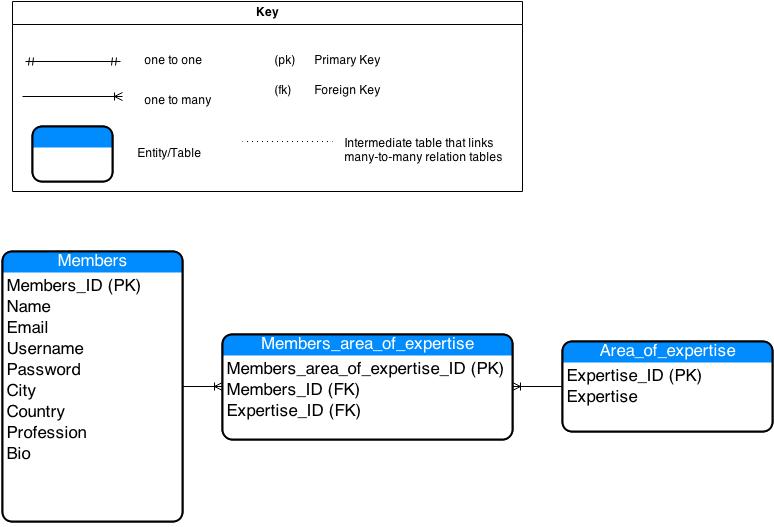 Key
one to one
(pk) Primary Key
one to many
(fk) Foreign Key
Entity/Table
Intermediate table that links
many-to-many relation tables
Members
Members_ID (PK)
Name
Email
Username
Password
City
Country
Profession
Bio
Members_area_of_expertise
Members_area_of_expertise_ID (PK)
Members_ID (FK)
Expertise_ID (FK)
Area_of_expertise
Expertise_ID (PK)
Expertise